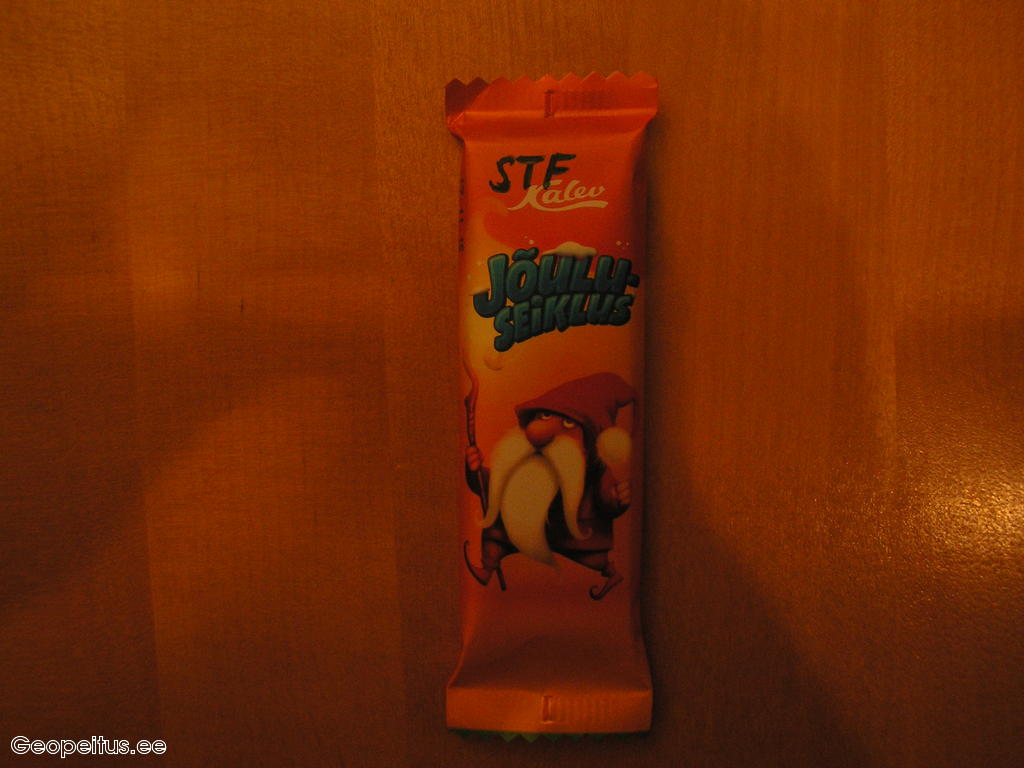 STF
Kalev
JÕULU-
SEIKLUS
Geopeitus.ee